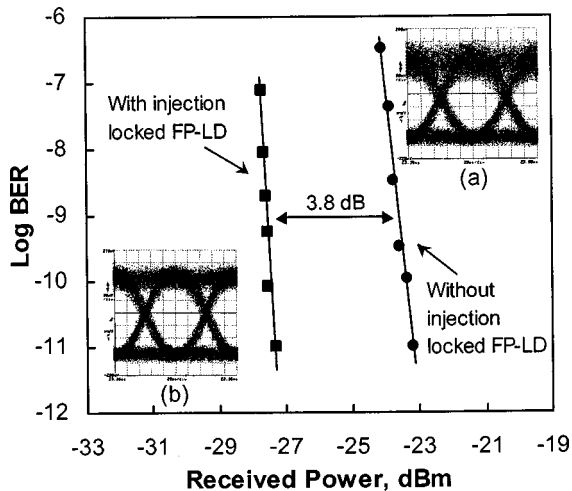 -6
-7
-8
-9
-10
-11
-12
Log BER
With injection
locked FP-LD
(a)
3.8 dB
Without
injection
locked FP-LD
(b)
-33 -31 -29 -27 -25 -23 -21 -19
Received Power, dBm